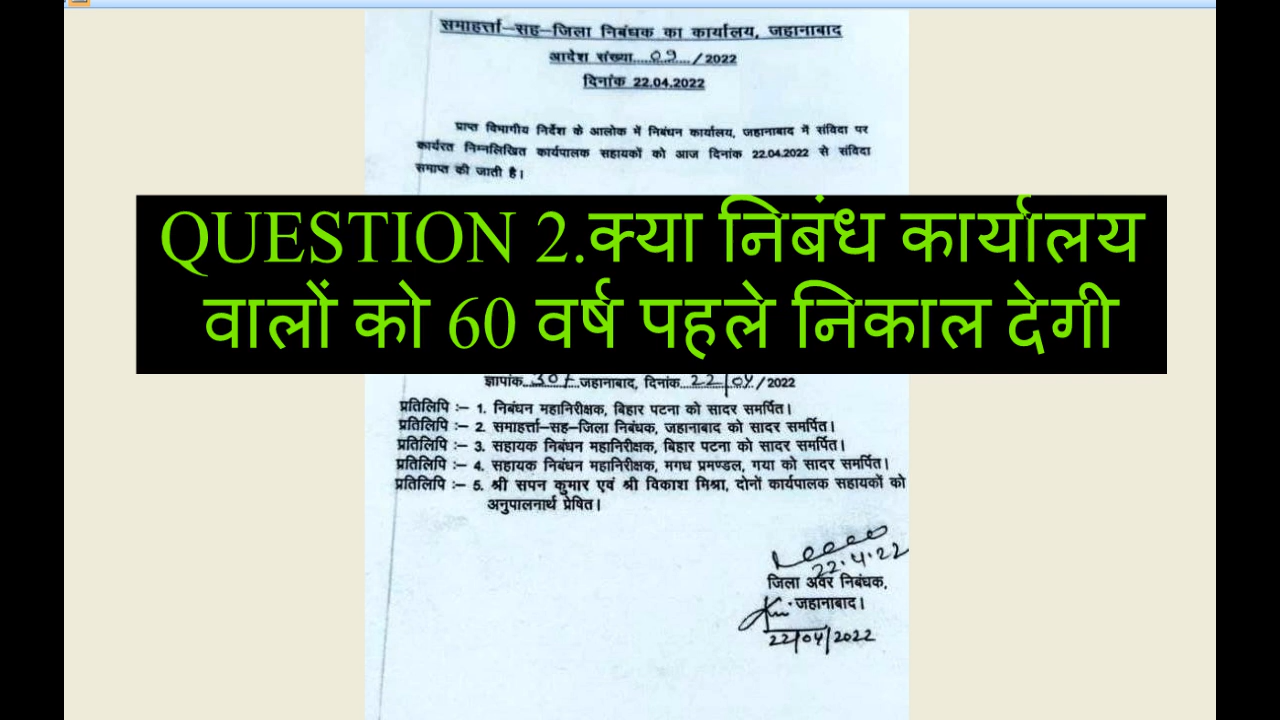 समाहर्त्ता–सह–जिला निबंधक का कार्यालय, जहानाबाद
आदेश संख्या.....09..../2022
दिनांक 22.04.2022
प्राप्त विभागीय निर्देश के आलोक में निबंधन कार्यालय, जहानाबाद में संविदा पर
कार्यरत निम्नलिखित कार्यपालक सहायकों को आज दिनांक 22.04.2022 से संविदा
समाप्त की जाती है।
QUESTION 2.क्या निबंध कार्यालय
वालों को 60 वर्ष पहले निकाल देगी
ज्ञापांक.........जहानाबाद, दिनांक...22/04/2022
प्रतिलिपि :– 1. निबंधन महानिरीक्षक, बिहार पटना को सादर समर्पित।
प्रतिलिपि :– 2. समाहर्त्ता–सह–जिला निबंधक, जहानाबाद को सादर समर्पित।
प्रतिलिपि :– 3. सहायक निबंधन महानिरीक्षक, बिहार पटना को सादर समर्पित।
प्रतिलिपि :– 4. सहायक निबंधन महानिरीक्षक, मगध प्रमण्डल, गया को सादर समर्पित।
प्रतिलिपि :– 5. श्री सपन कुमार एवं श्री विकाश मिश्रा, दोनों कार्यपालक सहायकों को
अनुपालनार्थ प्रेषित।
22.4.22
जिला अवर निबंधक,
जहानाबाद।
22/04/2022